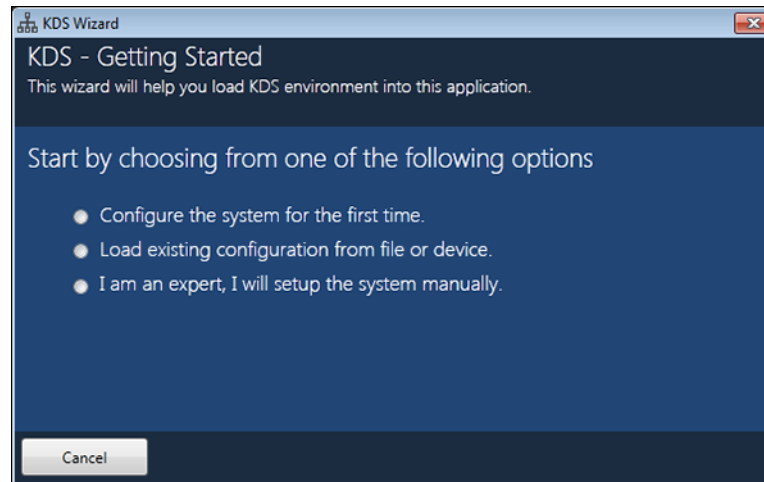 KDS Wizard
KDS - Getting Started
This wizard will help you load KDS environment into this application.
Start by choosing from one of the following options
Configure the system for the first time.
Load existing configuration from file or device.
I am an expert, I will setup the system manually.
Cancel